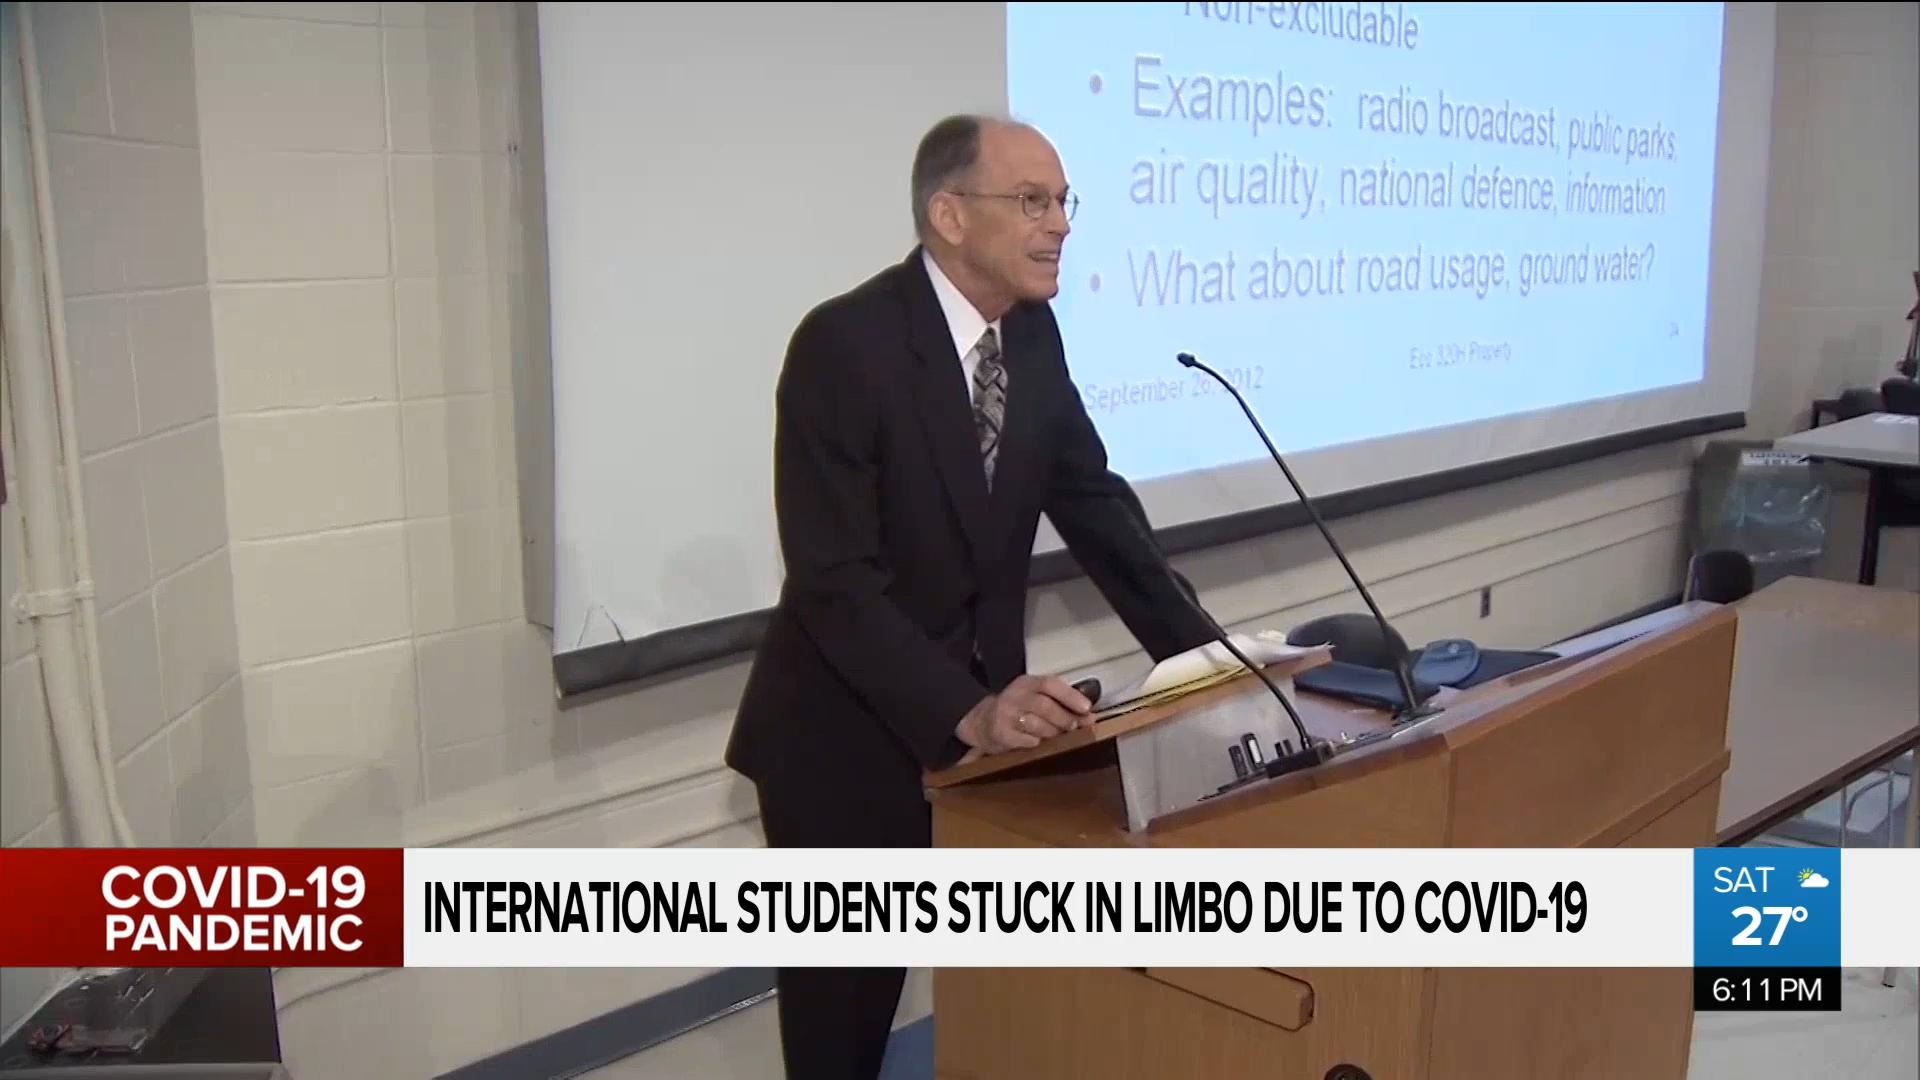 Non-excludable
• Examples: radio broadcast, public parks,
air quality, national defence, information
• What about road usage, ground water?
24
Eco 320H Property
September 26, 2012
COVID-19
PANDEMIC
INTERNATIONAL STUDENTS STUCK IN LIMBO DUE TO COVID-19
SAT
27°
6:11 PM